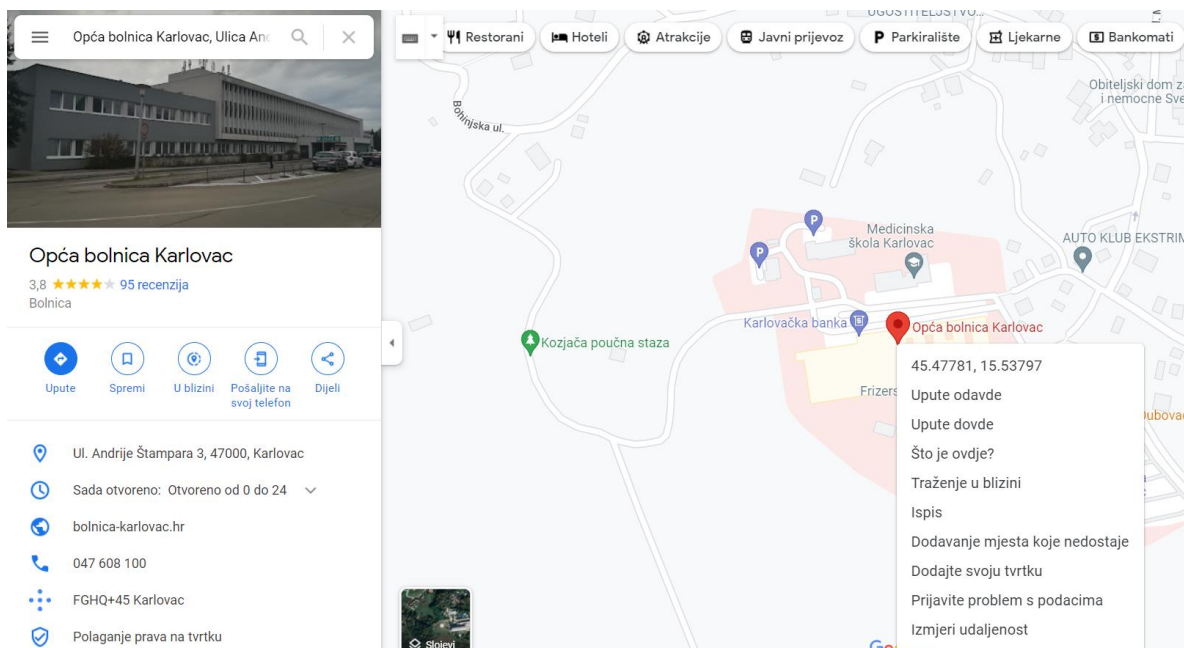 Opća bolnica Karlovac, Ulica And
Restorani
Hoteli
Atrakcije
Javni prijevoz
P Parkiralište
Ljekarne
Bankomati
Opća bolnica Karlovac
3,8 95 recenzija
Bolnica
Upute
Spremi
U blizini
Pošaljite na
svoj telefon
Dijeli
Ul. Andrije Štampara 3, 47000, Karlovac
Sada otvoreno: Otvoreno od 0 do 24
bolnica-karlovac.hr
047 608 100
FGHQ+45 Karlovac
Polaganje prava na tvrtku
UGOSTITELJSTVO...
Bohinjska ul.
Obiteljski dom z
i nemoćne Sve
P
P
Medicinska
škola Karlovac
AUTO KLUB EKSTRIM
Karlovačka banka
Opća bolnica Karlovac
Kozjača poučna staza
Frizers
Dubovac
45.47781, 15.53797
Upute odavde
Upute dovde
Što je ovdje?
Traženje u blizini
Ispis
Dodavanje mjesta koje nedostaje
Dodajte svoju tvrtku
Prijavite problem s podacima
Izmjeri udaljenost
Slojevi